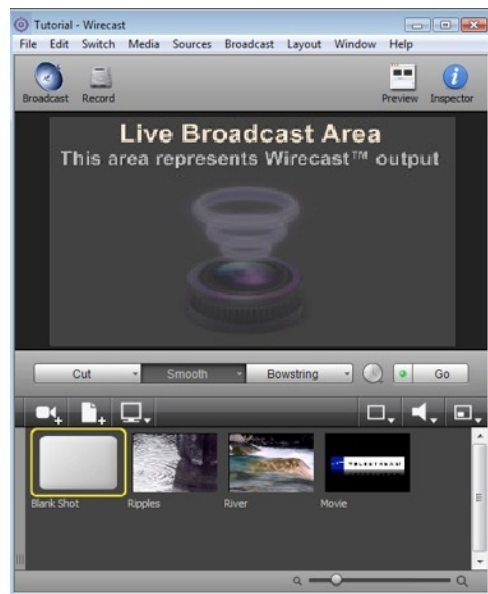 Tutorial - Wirecast
File Edit Switch Media Sources Broadcast Layout Window Help
Broadcast Record Preview Inspector
Live Broadcast Area
This area represents Wirecast™ output
Cut Smooth Bowstring Go
TELESTREAM
Blank Shot Ripples River Movie